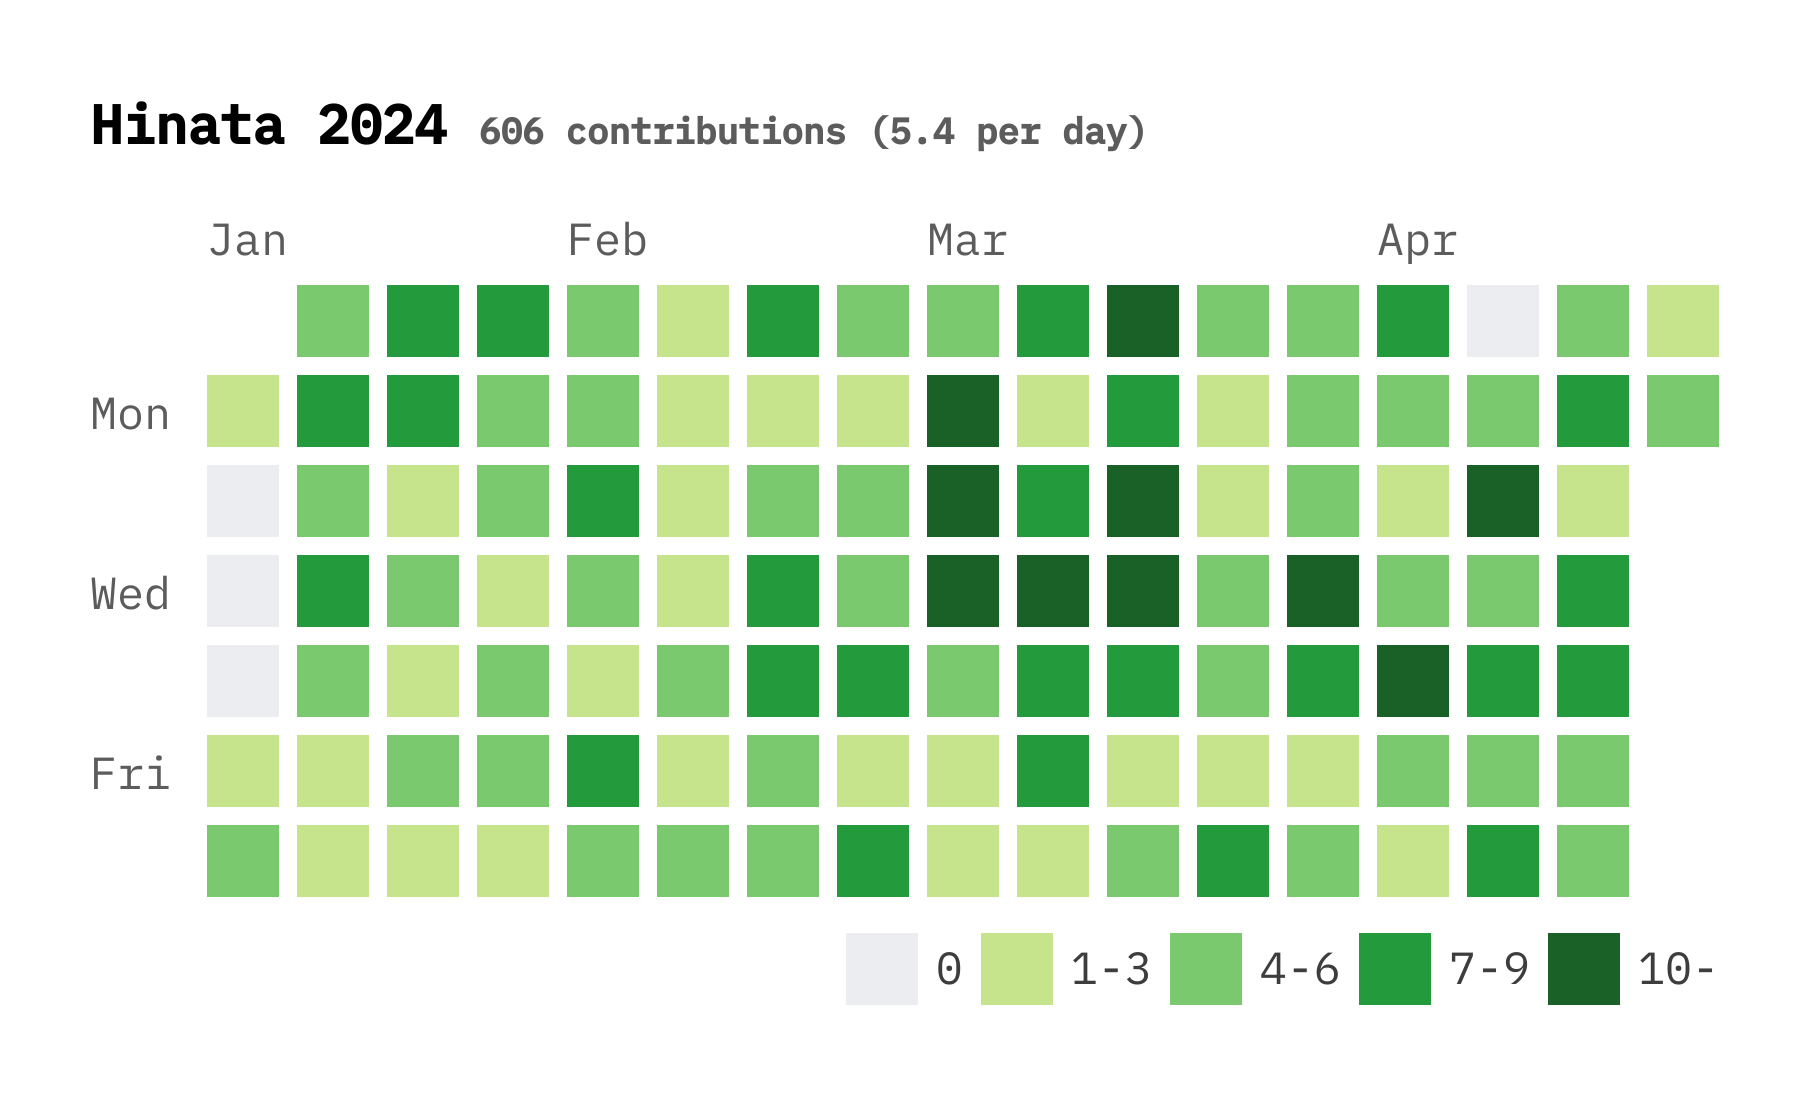 Hinata 2024 606 contributions (5.4 per day)
Jan Feb Mar Apr
Mon
Wed
Fri
0 1-3 4-6 7-9 10-